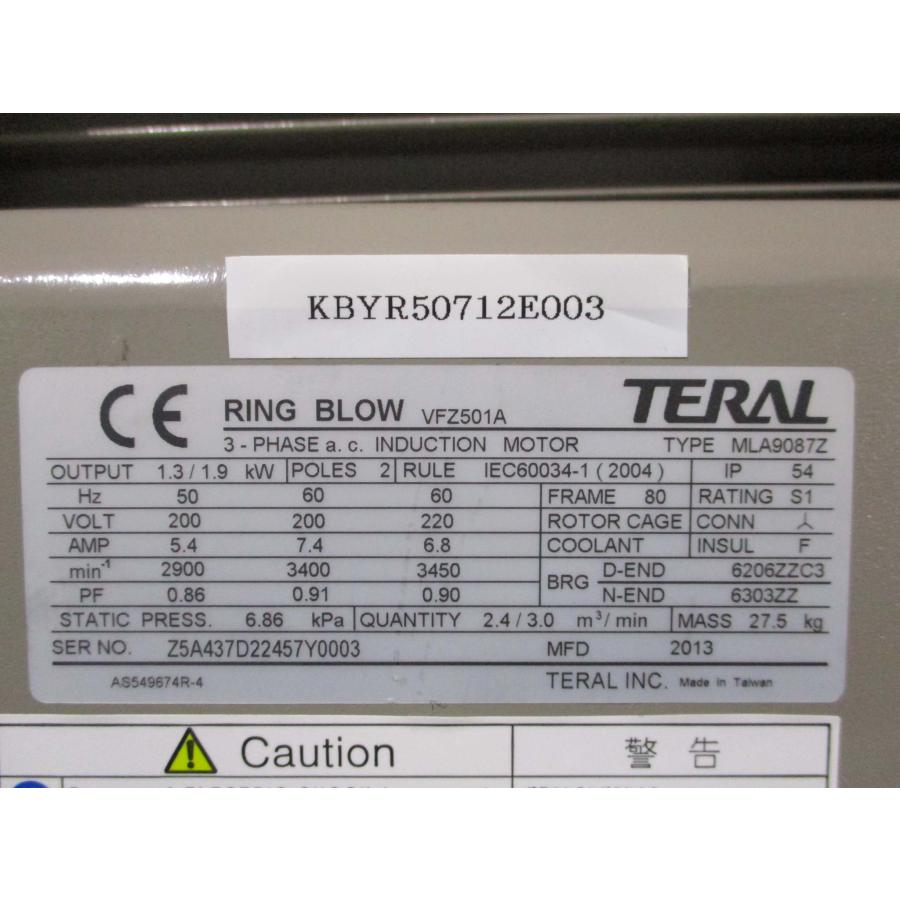 KBYR50712E003
CE RING BLOW VFZ501A TERAL
3-PHASE a.c. INDUCTION MOTOR TYPE MLA9087Z
OUTPUT 1.3/1.9 kW POLES 2 RULE IEC60034-1 (2004) IP 54
Hz 50 60 60 FRAME 80 RATING S1
VOLT 200 200 220 ROTOR CAGE CONN
AMP 5.4 7.4 6.8 COOLANT INSUL F
min⁻¹ 2900 3400 3450 BRG D-END 6206ZZC3
PF 0.86 0.91 0.90 N-END 6303ZZ
STATIC PRESS. 6.86 kPa QUANTITY 2.4/3.0 m³/min MASS 27.5 kg
SER NO. Z5A437D22457Y0003 MFD 2013
AS549674R-4 TERAL INC. Made in Taiwan
Caution 警告